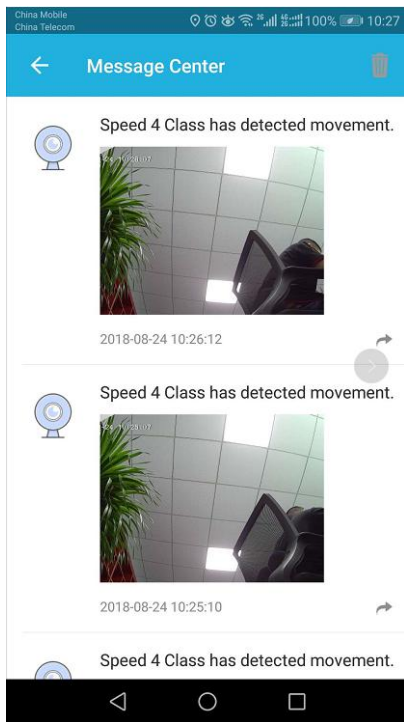 China Mobile
China Telecom
100% 10:27
Message Center
Speed 4 Class has detected movement.
2018-08-24 10:26:12
Speed 4 Class has detected movement.
2018-08-24 10:25:10
Speed 4 Class has detected movement.